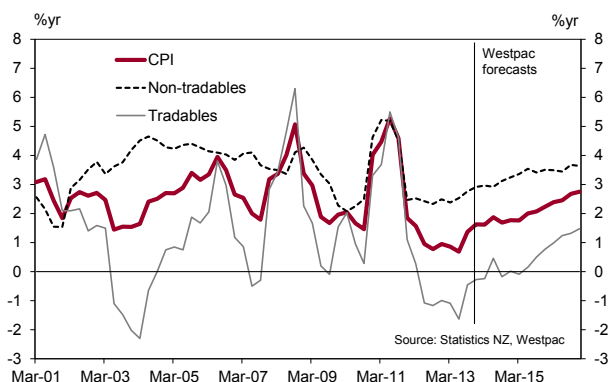 %yr %yr
8 8
7 7
6 6
5 5
4 4
3 3
2 2
1 1
0 0
-1 -1
-2 -2
-3 -3
CPI
Non-tradables
Tradables
Westpac
forecasts
Source: Statistics NZ, Westpac
Mar-01 Mar-03 Mar-05 Mar-07 Mar-09 Mar-11 Mar-13 Mar-15